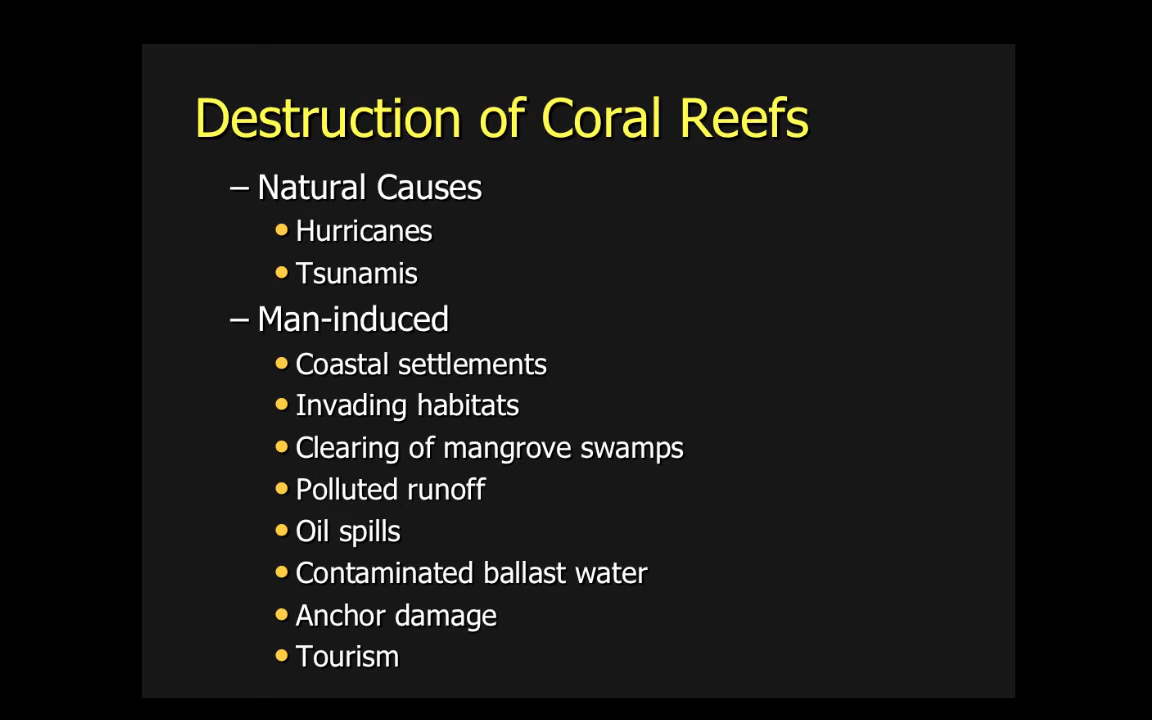 Destruction of Coral Reefs
– Natural Causes
• Hurricanes
• Tsunamis
– Man-induced
• Coastal settlements
• Invading habitats
• Clearing of mangrove swamps
• Polluted runoff
• Oil spills
• Contaminated ballast water
• Anchor damage
• Tourism